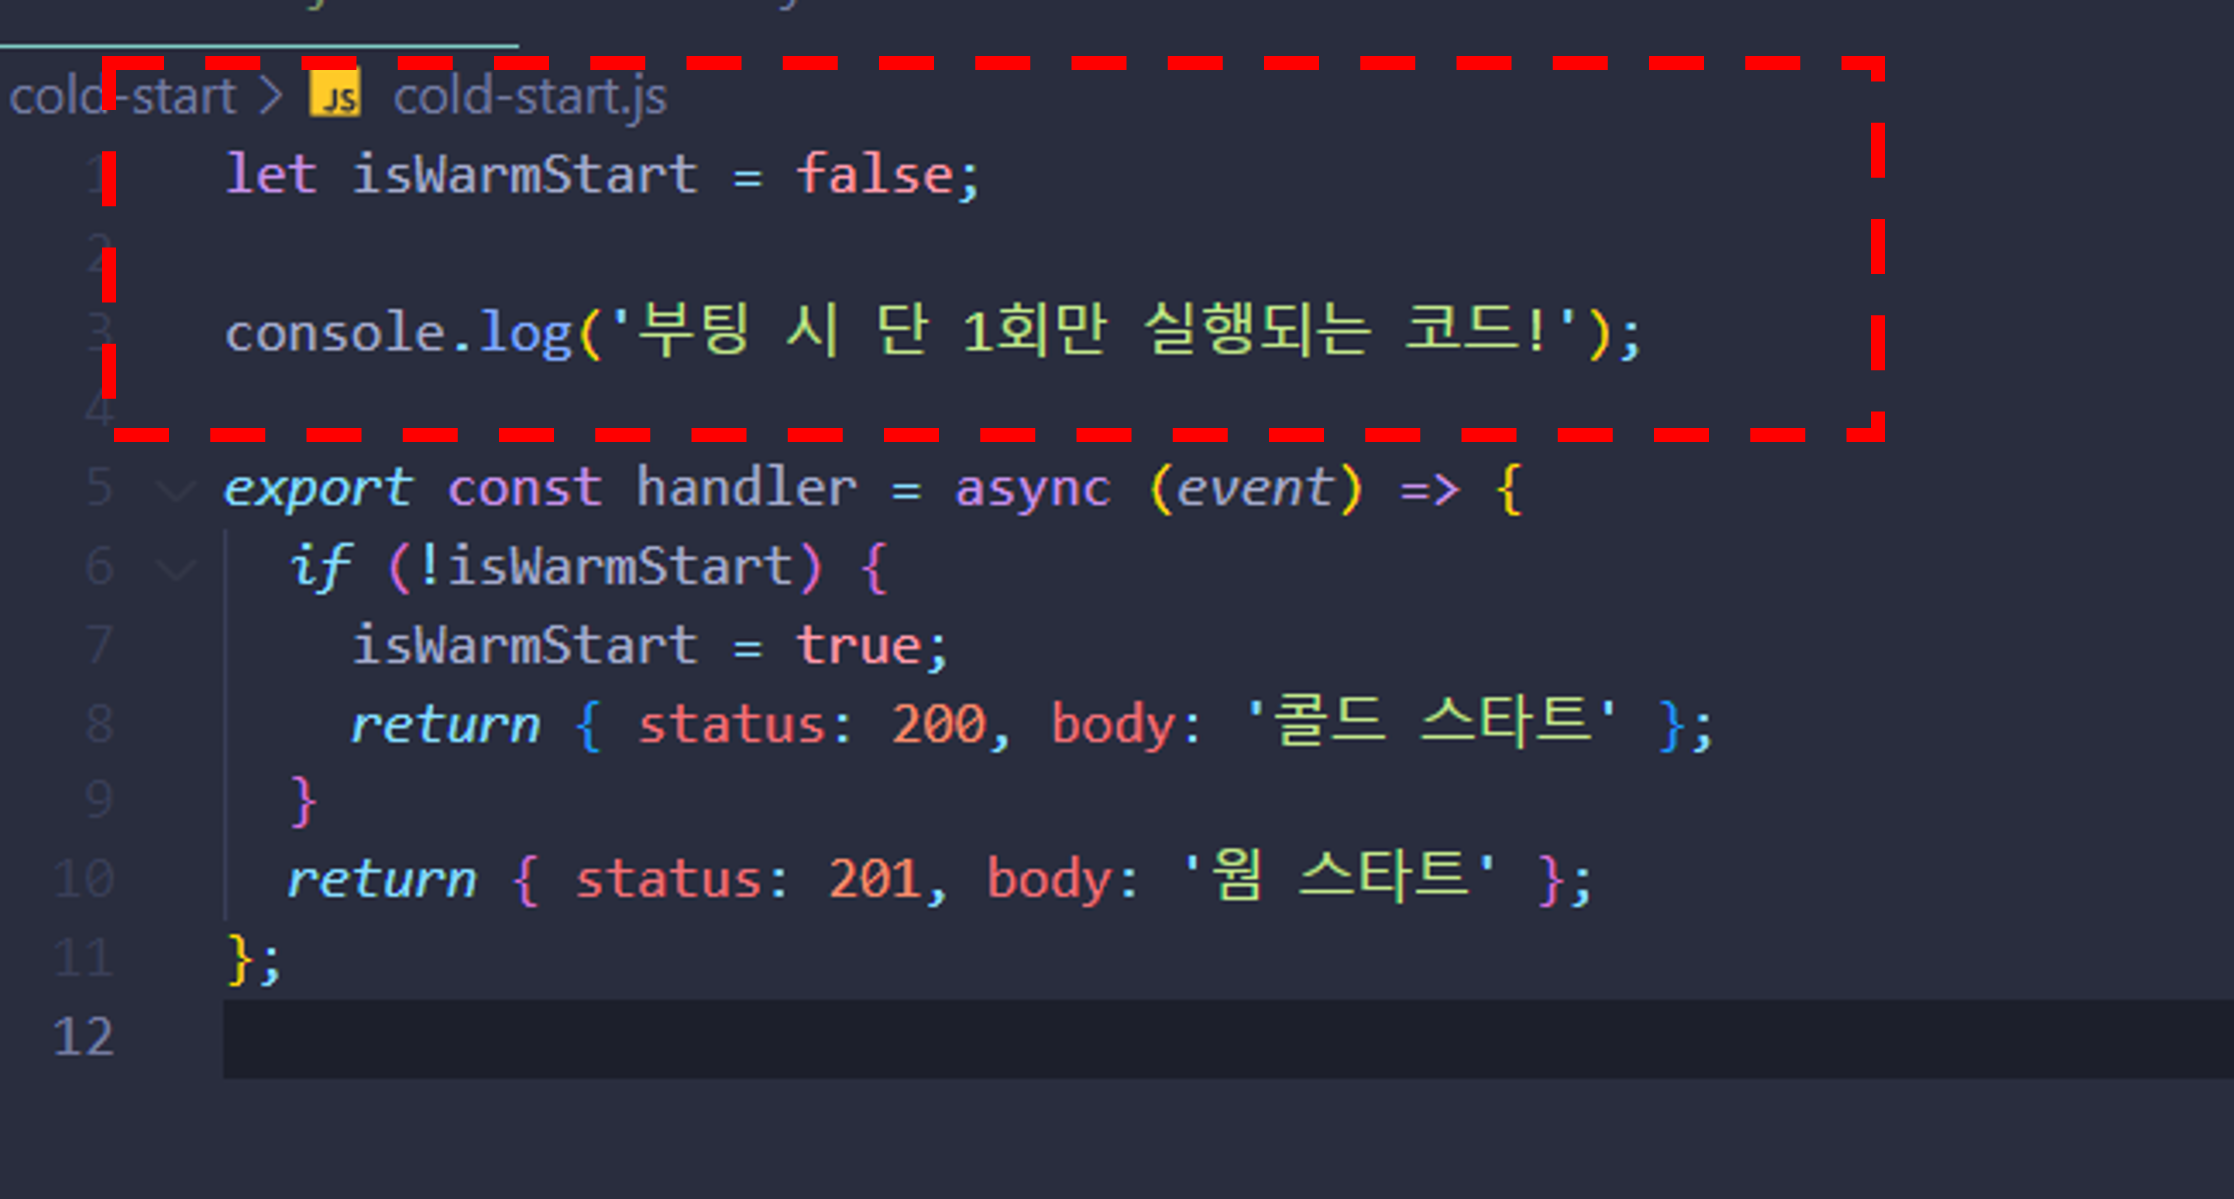 cold-start > JS cold-start.js
1 let isWarmStart = false;
2
3 console.log('부팅 시 단 1회만 실행되는 코드!');
4
5 export const handler = async (event) => {
6 if (!isWarmStart) {
7 isWarmStart = true;
8 return { status: 200, body: '콜드 스타트' };
9 }
10 return { status: 201, body: '웜 스타트' };
11 };
12